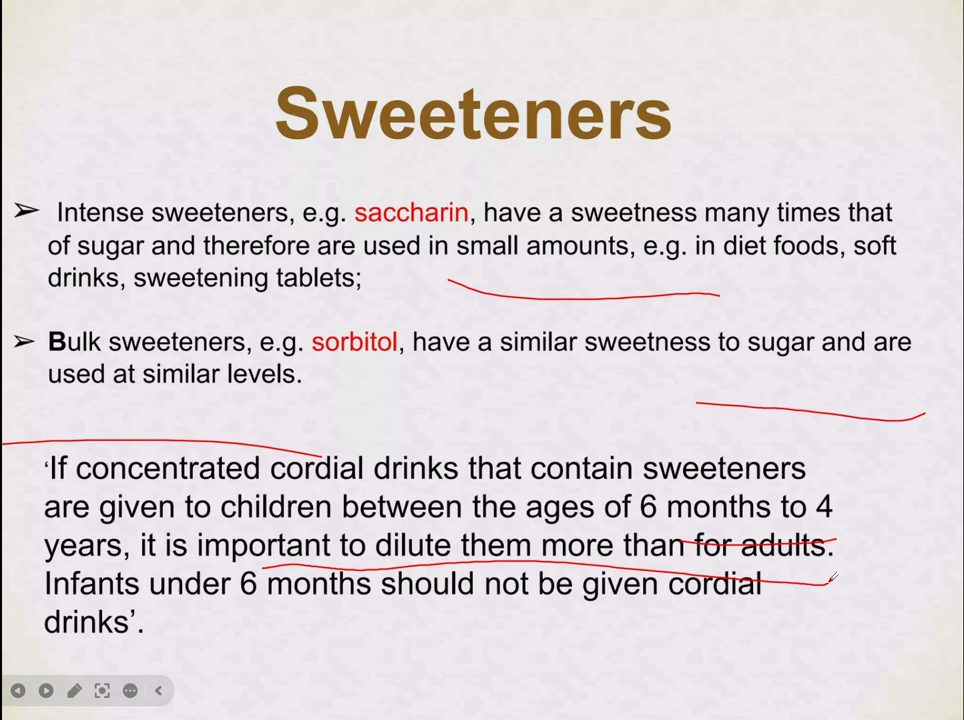 Sweeteners
➢ Intense sweeteners, e.g. saccharin, have a sweetness many times that
of sugar and therefore are used in small amounts, e.g. in diet foods, soft
drinks, sweetening tablets;
➢ Bulk sweeteners, e.g. sorbitol, have a similar sweetness to sugar and are
used at similar levels.
‘If concentrated cordial drinks that contain sweeteners
are given to children between the ages of 6 months to 4
years, it is important to dilute them more than for adults.
Infants under 6 months should not be given cordial
drinks’.